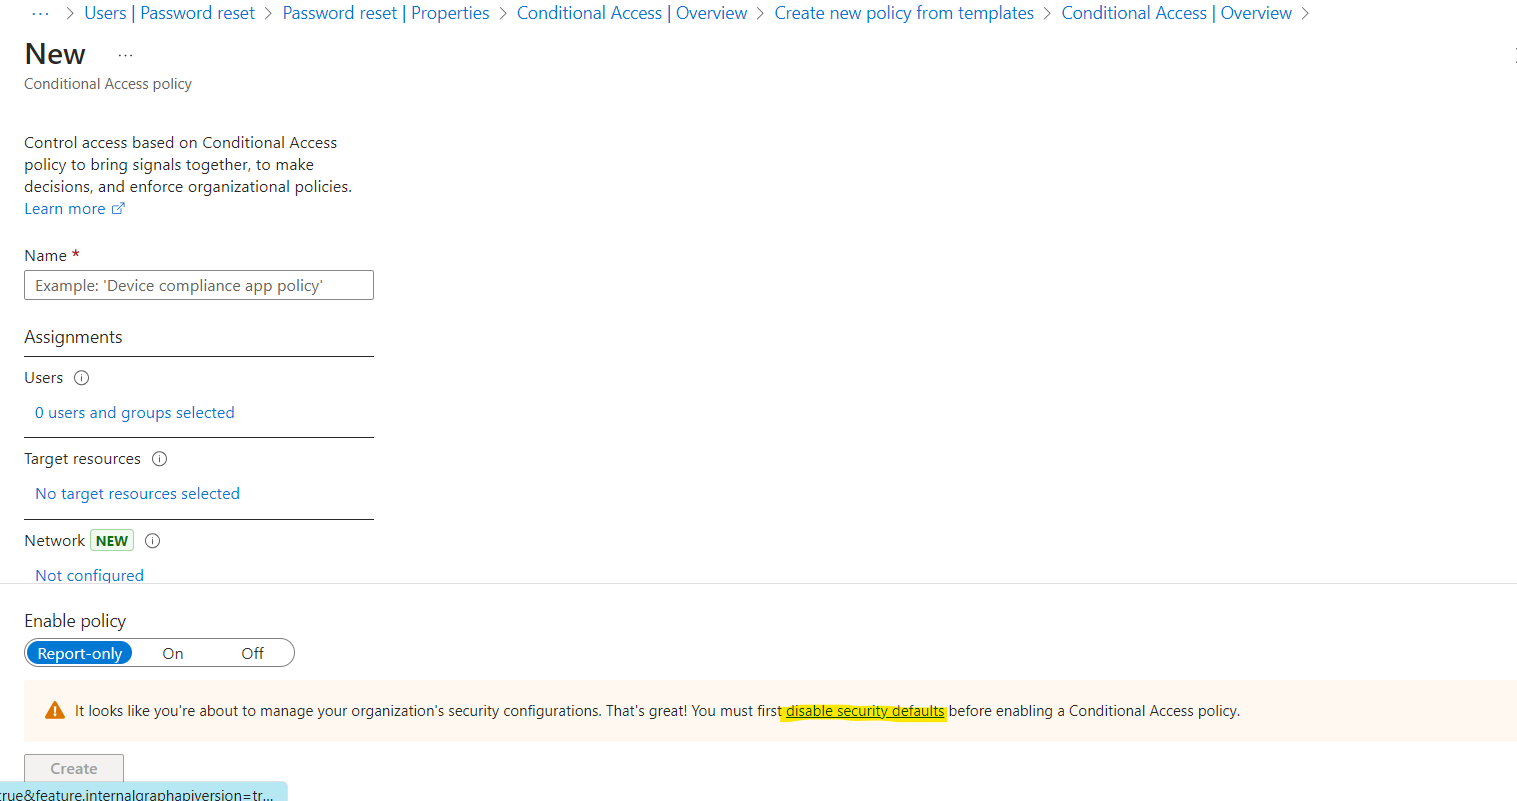 ··· > Users | Password reset > Password reset | Properties > Conditional Access | Overview > Create new policy from templates > Conditional Access | Overview >
New ···
Conditional Access policy
Control access based on Conditional Access
policy to bring signals together, to make
decisions, and enforce organizational policies.
Learn more
Name *
Example: 'Device compliance app policy'
Assignments
Users
0 users and groups selected
Target resources
No target resources selected
Network NEW
Not configured
Enable policy
Report-only On Off
It looks like you're about to manage your organization's security configurations. That's great! You must first disable security defaults before enabling a Conditional Access policy.
Create
true&feature.internalgraphapiversion=tr...